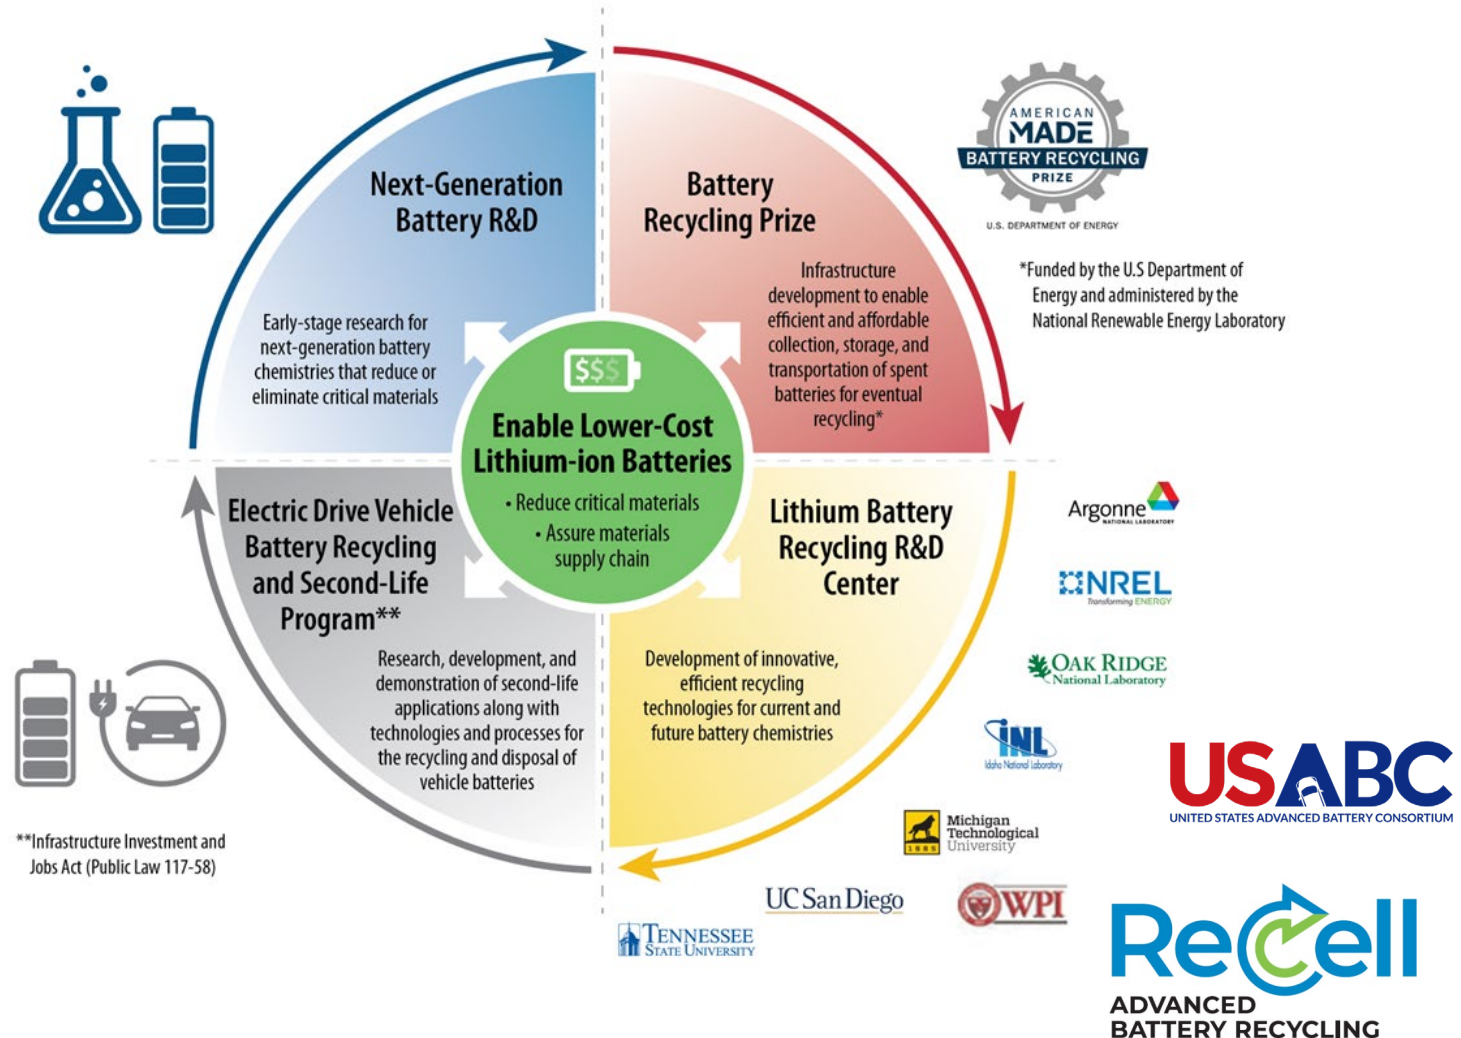 Next-Generation
Battery R&D
Early-stage research for
next-generation battery
chemistries that reduce or
eliminate critical materials
Battery
Recycling Prize
Infrastructure
development to enable
efficient and affordable
collection, storage, and
transportation of spent
batteries for eventual
recycling*
AMERICAN
MADE
BATTERY RECYCLING
PRIZE
U.S. DEPARTMENT OF ENERGY
*Funded by the U.S Department of
Energy and administered by the
National Renewable Energy Laboratory
$$$
Enable Lower-Cost
Lithium-ion Batteries
• Reduce critical materials
• Assure materials
supply chain
Electric Drive Vehicle
Battery Recycling
and Second-Life
Program**
Research, development, and
demonstration of second-life
applications along with
technologies and processes for
the recycling and disposal of
vehicle batteries
**Infrastructure Investment and
Jobs Act (Public Law 117-58)
Lithium Battery
Recycling R&D
Center
Development of innovative,
efficient recycling
technologies for current and
future battery chemistries
Argonne
NATIONAL LABORATORY
NREL
Transforming ENERGY
OAK RIDGE
National Laboratory
INL
Idaho National Laboratory
Michigan
Technological
University
1885
UC San Diego
WPI
TENNESSEE
STATE UNIVERSITY
USABC
UNITED STATES ADVANCED BATTERY CONSORTIUM
ReCell
ADVANCED
BATTERY RECYCLING